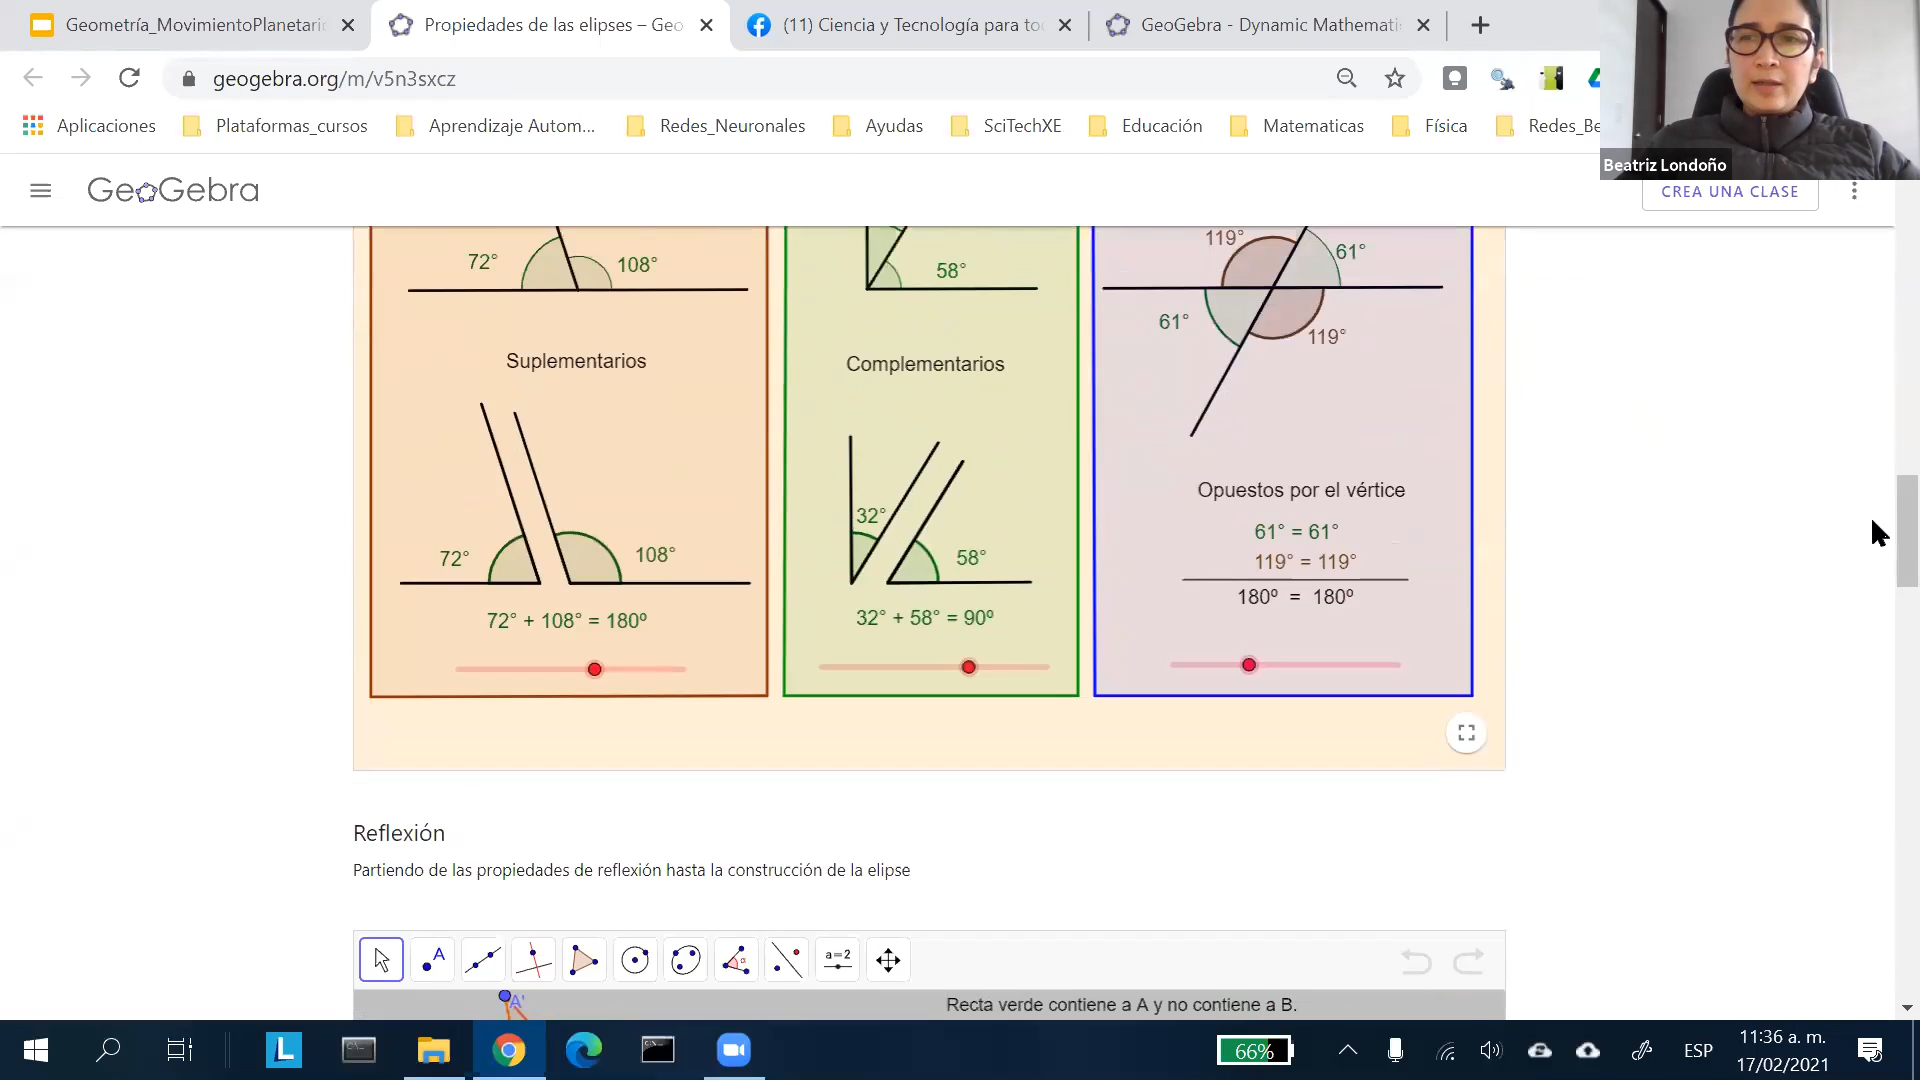 Geometría_MovimientoPlanetari
Propiedades de las elipses – Geo
(11) Ciencia y Tecnología para to
GeoGebra - Dynamic Mathemati
geogebra.org/m/v5n3sxcz
Aplicaciones
Plataformas_cursos
Aprendizaje Autom...
Redes_Neuronales
Ayudas
SciTechXE
Educación
Matematicas
Física
Redes_Be
Beatriz Londoño
GeoGebra
CREA UNA CLASE
72°
108°
58°
119°
61°
61°
119°
Suplementarios
Complementarios
72°
108°
72° + 108° = 180º
32°
58°
32° + 58° = 90º
Opuestos por el vértice
61° = 61°
119° = 119°
180º = 180º
Reflexión
Partiendo de las propiedades de reflexión hasta la construcción de la elipse
A
α
a=2
A'
Recta verde contiene a A y no contiene a B.
L
66%
ESP
11:36 a. m.
17/02/2021